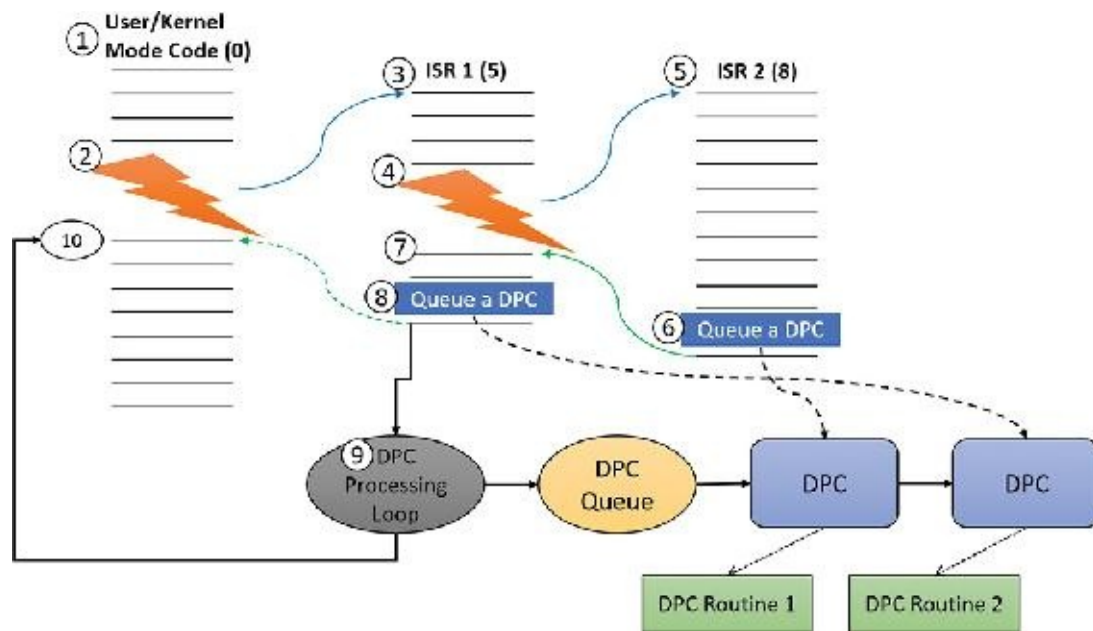 1
User/Kernel
Mode Code (0)
3
ISR 1 (5)
5
ISR 2 (8)
2
4
10
7
8
Queue a DPC
6
Queue a DPC
9
DPC
Processing
Loop
DPC
Queue
DPC
DPC
DPC Routine 1
DPC Routine 2